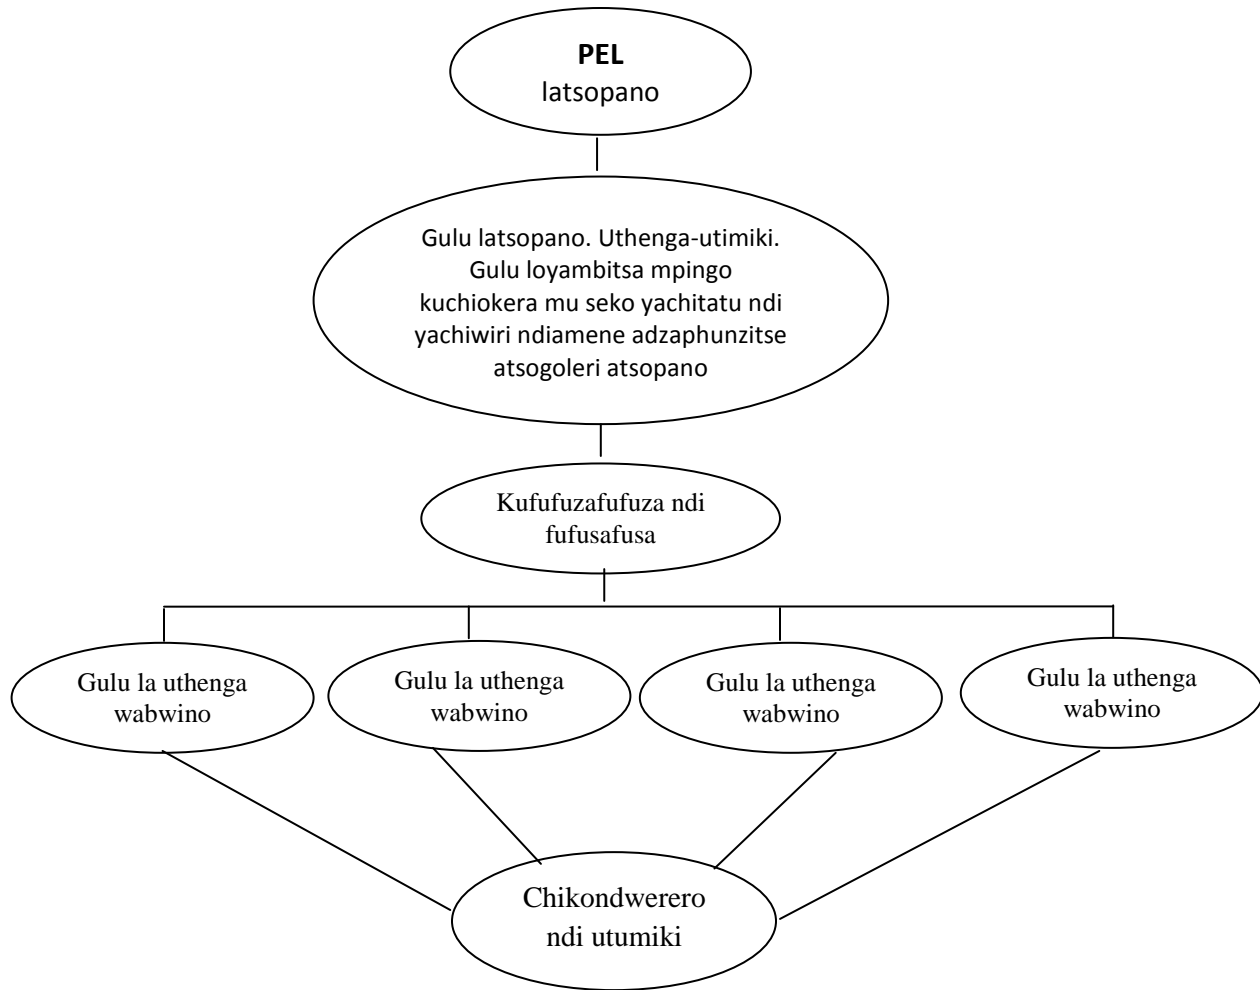 PEL
latsopano
Gulu latsopano. Uthenga-utimiki.
Gulu loyambitsa mpingo
kuchiokera mu seko yachitatu ndi
yachiwiri ndiamene adzaphunzitse
atsogoleri atsopano
Kufufuzafufuza ndi
fufusafusa
Gulu la uthenga
wabwino
Gulu la uthenga
wabwino
Gulu la uthenga
wabwino
Gulu la uthenga
wabwino
Chikondwerero
ndi utumiki